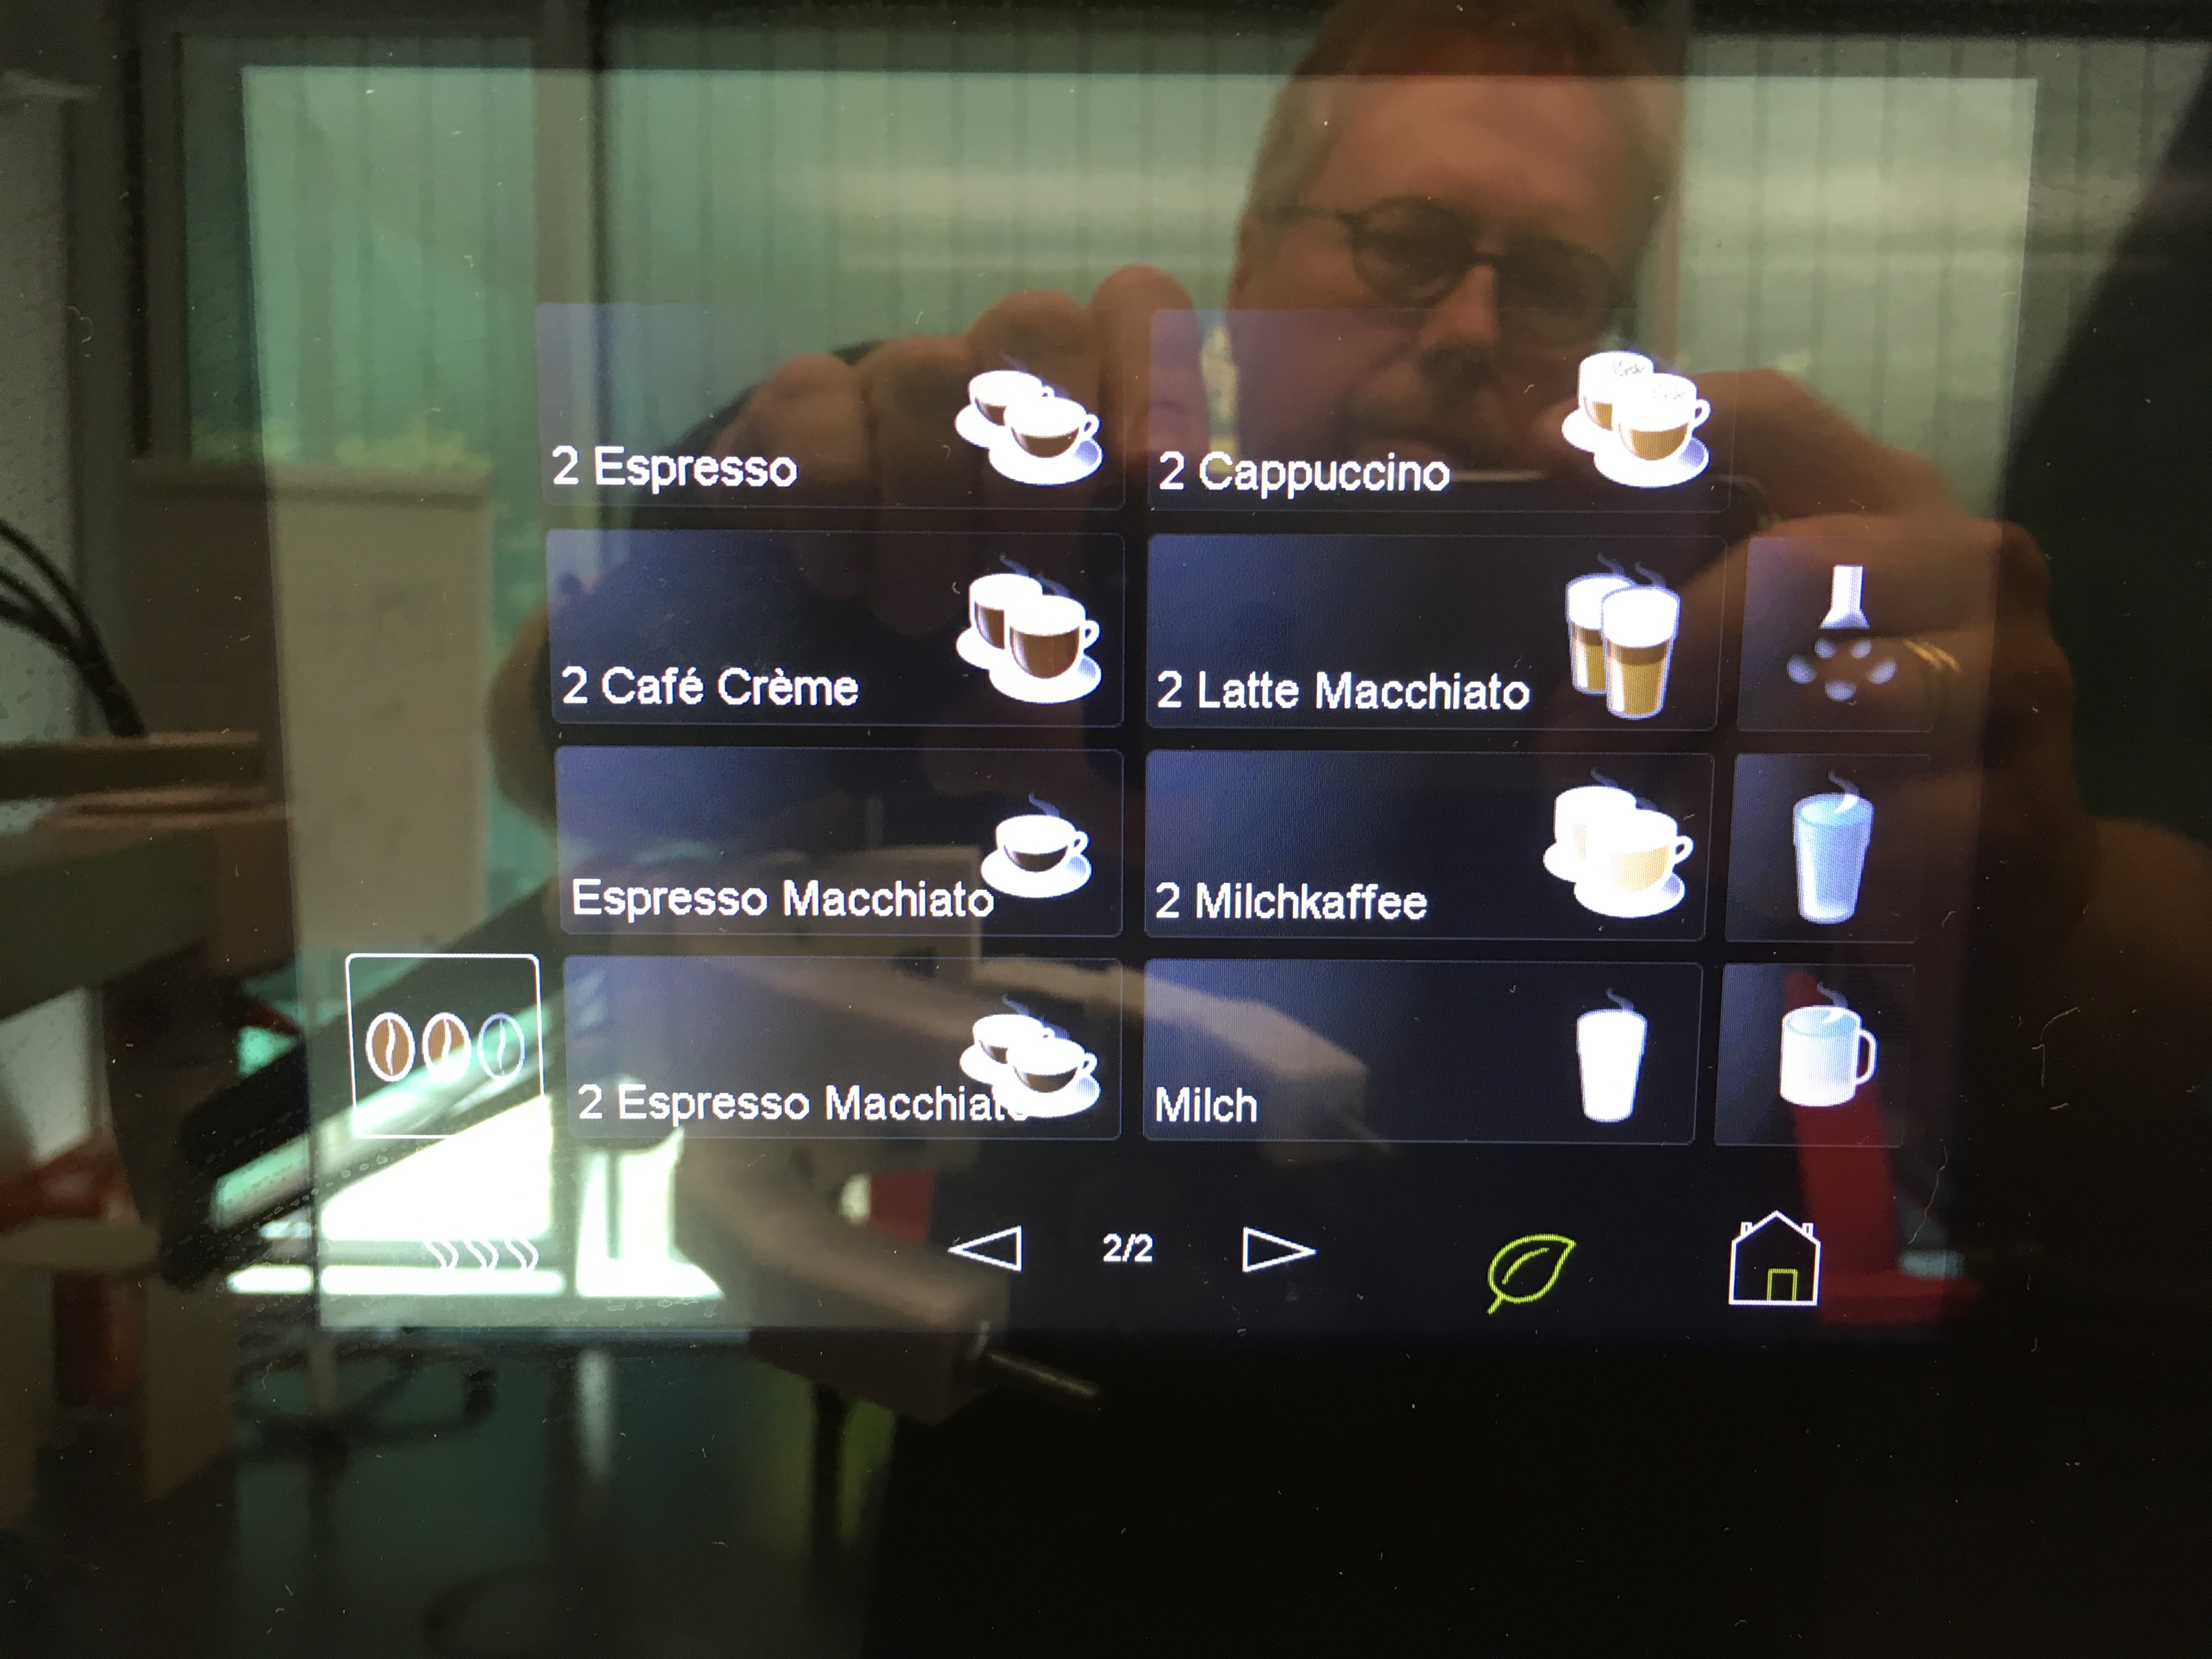 2 Espresso
2 Cappuccino
2 Café Crème
2 Latte Macchiato
Espresso Macchiato
2 Milchkaffee
2 Espresso Macchiato
Milch
2/2